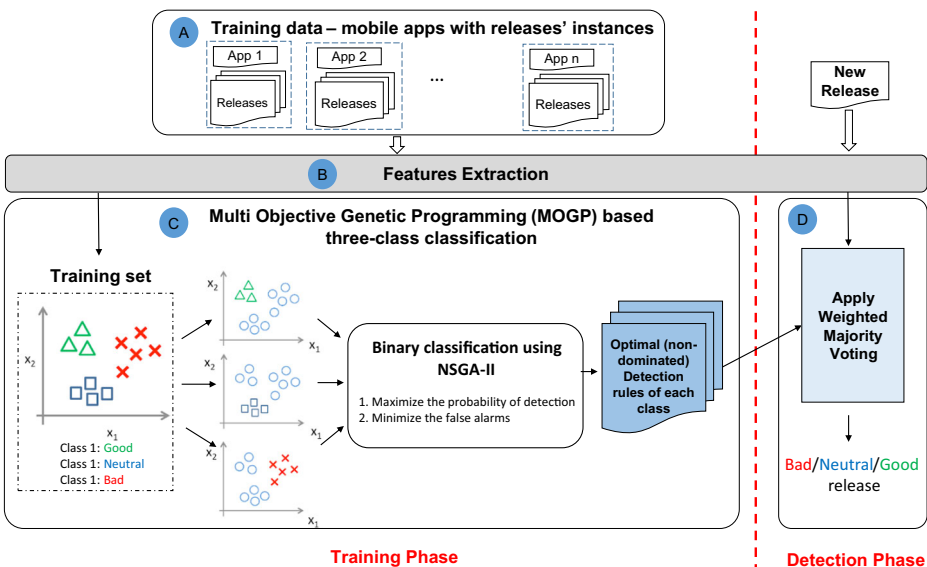 A
Training data – mobile apps with releases' instances
App 1
Releases
App 2
Releases
...
App n
Releases
New
Release
B
Features Extraction
C
Multi Objective Genetic Programming (MOGP) based
three-class classification
Training set
x2
x1
Class 1: Good
Class 1: Neutral
Class 1: Bad
x2
x1
x2
x1
x2
x1
Binary classification using
NSGA-II
1. Maximize the probability of detection
2. Minimize the false alarms
Optimal (non-
dominated)
Detection
rules of each
class
D
Apply
Weighted
Majority
Voting
Bad/Neutral/Good
release
Training Phase
Detection Phase